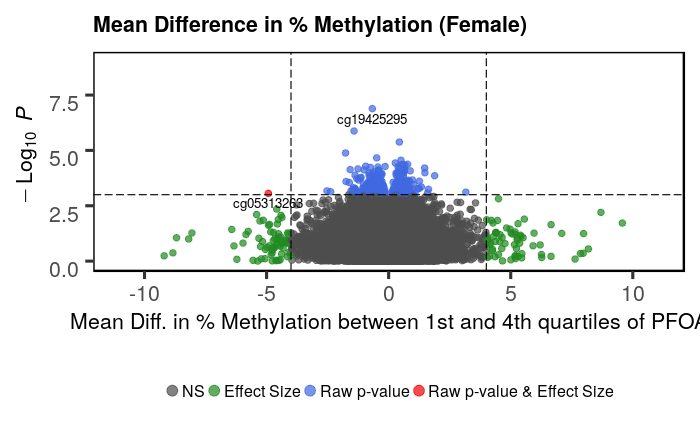 Mean Difference in % Methylation (Female)
− Log10 P
7.5
5.0
2.5
0.0
cg19425295
cg05313263
-10 -5 0 5 10
Mean Diff. in % Methylation between 1st and 4th quartiles of PFOA
NS Effect Size Raw p-value Raw p-value & Effect Size